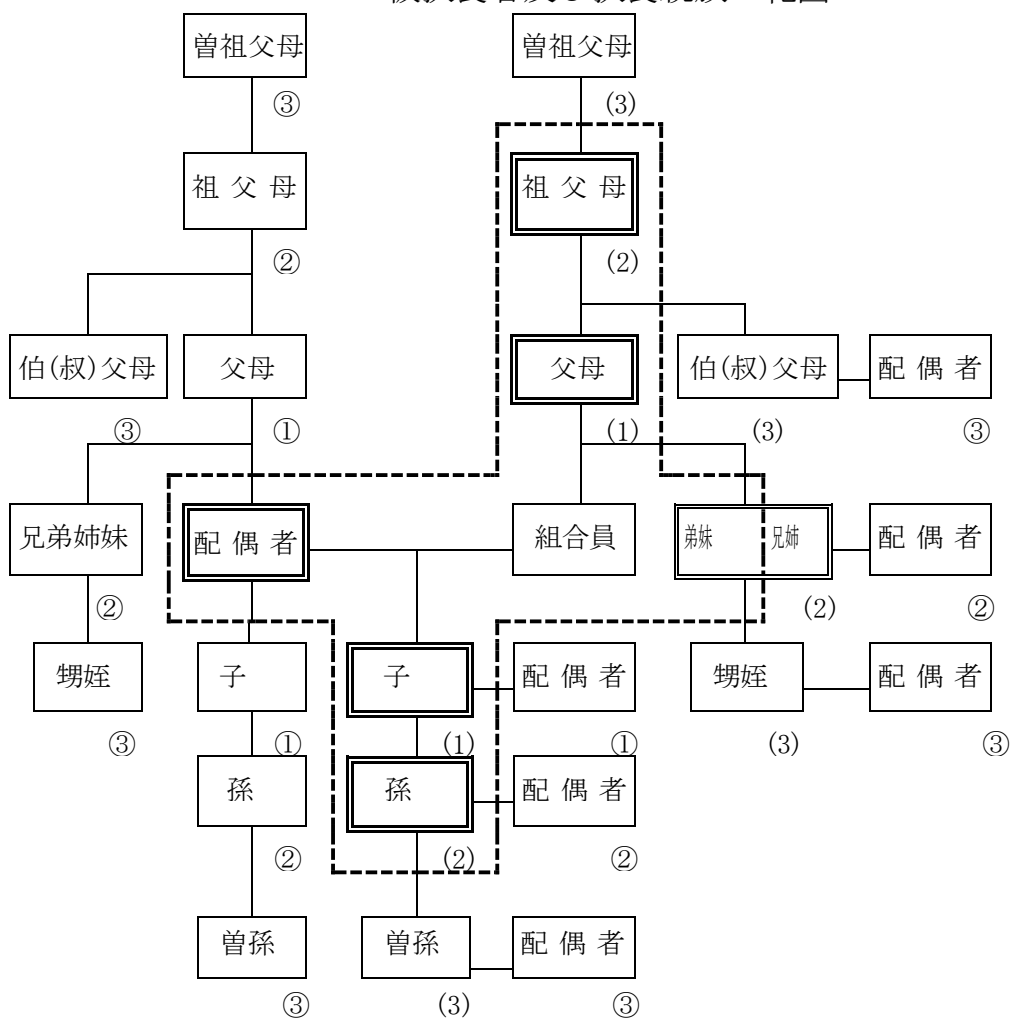 曽祖父母 曽祖父母
③ (3)
祖 父 母 祖 父 母
② (2)
伯(叔)父母 父母 父母 伯(叔)父母 配 偶 者
③ ① (1) (3) ③
兄弟姉妹 配 偶 者 組合員 弟妹 兄姉 配 偶 者
② (2) ②
甥姪 子 子 配 偶 者 甥姪 配 偶 者
③ ① (1) ① (3) ③
孫 孫 配 偶 者
② (2) ②
曽孫 曽孫 配 偶 者
③ (3) ③